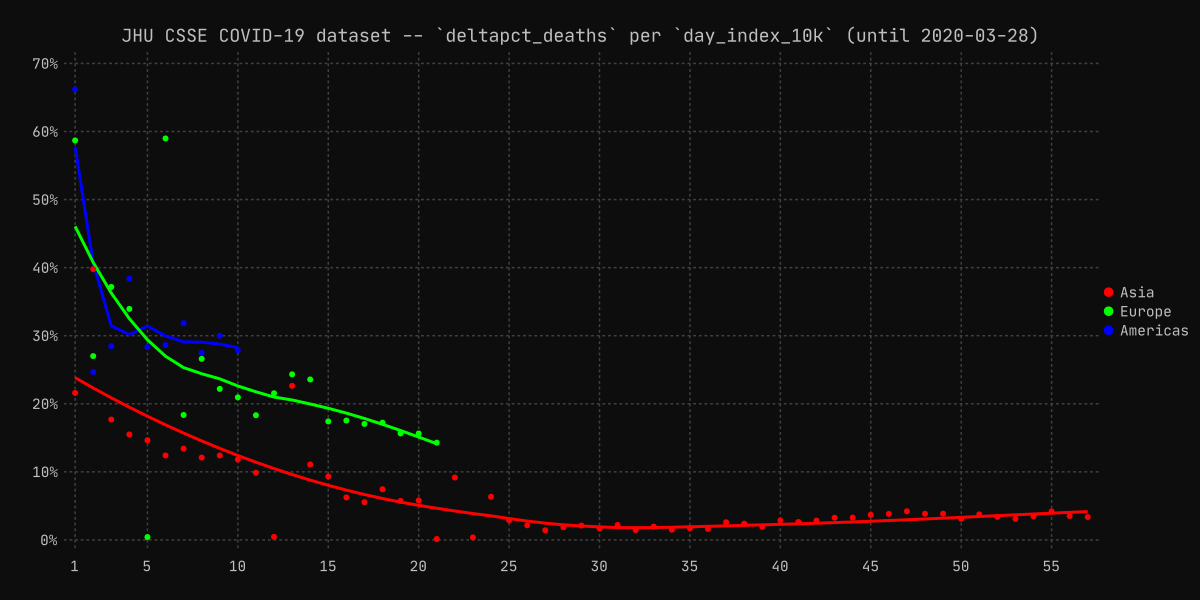 JHU CSSE COVID-19 dataset -- `deltapct_deaths` per `day_index_10k` (until 2020-03-28)
70%
60%
50%
40%
30%
20%
10%
0%
1 5 10 15 20 25 30 35 40 45 50 55
Asia
Europe
Americas